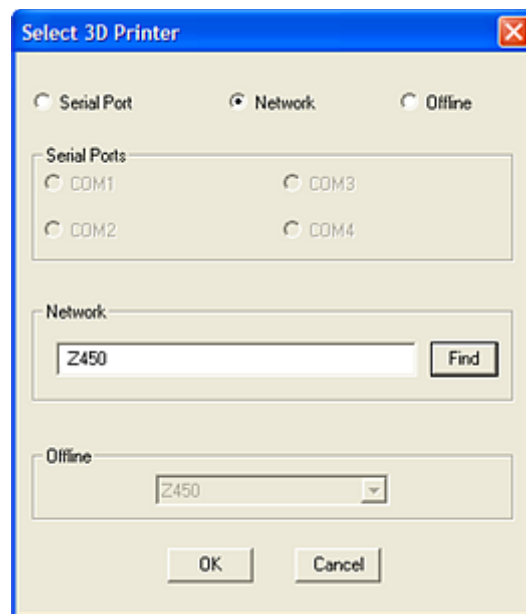 Select 3D Printer
Serial Port Network Offline
Serial Ports
COM1 COM3
COM2 COM4
Network
Z450 Find
Offline
Z450
OK Cancel